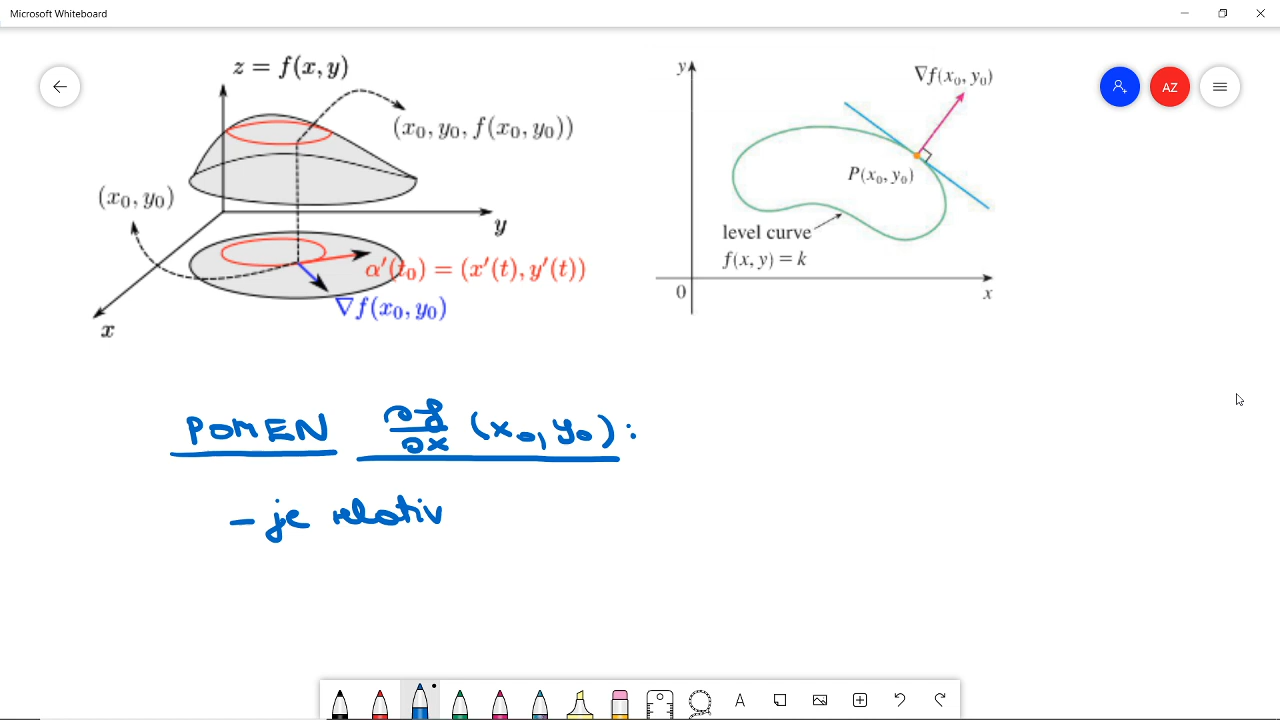 Microsoft Whiteboard
AZ
z = f(x, y)
(x₀, y₀, f(x₀, y₀))
(x₀, y₀)
y
α′(t₀) = (x′(t), y′(t))
∇f(x₀, y₀)
x
y
∇f(x₀, y₀)
P(x₀, y₀)
level curve
f(x, y) = k
0
x
POMEN ∂f/∂x (x₀, y₀) :
- je relativ
A